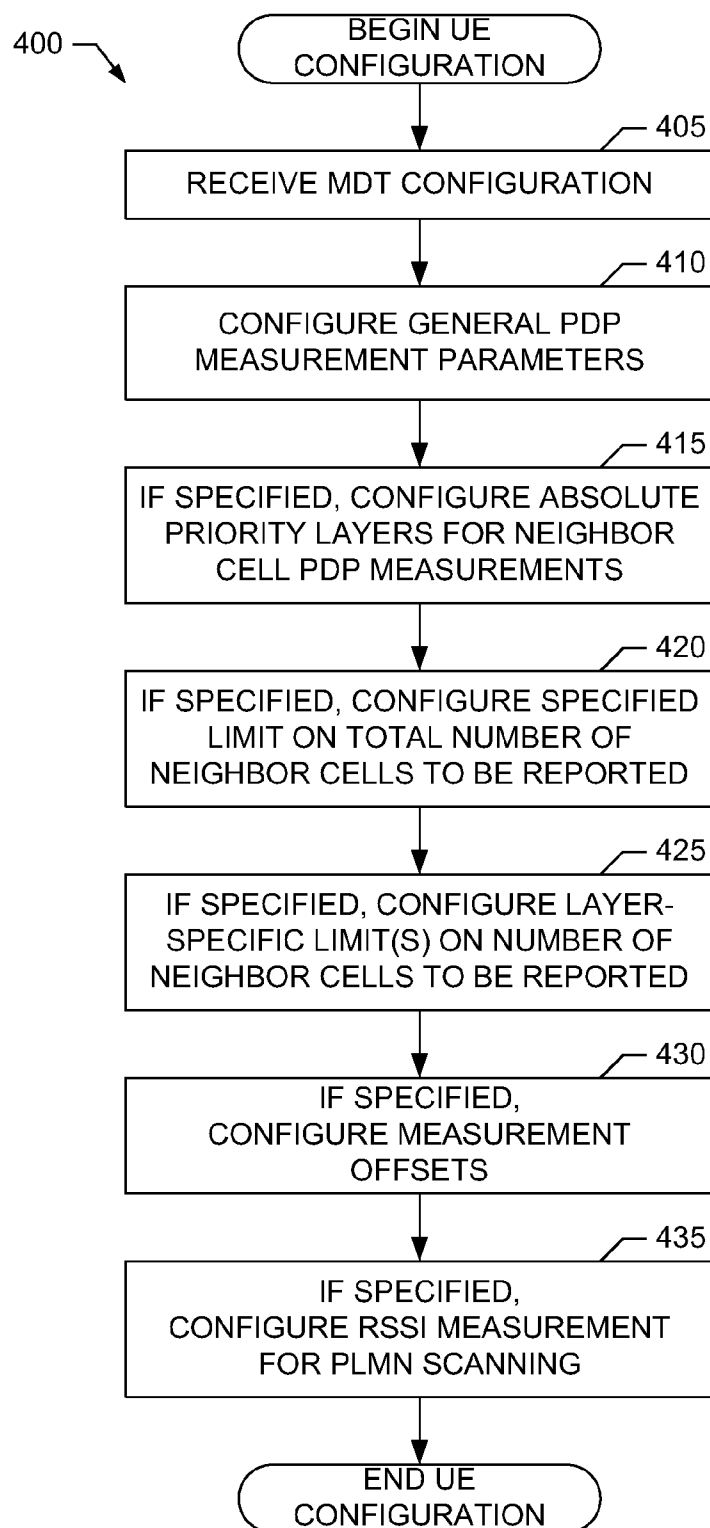 400
BEGIN UE
CONFIGURATION
405
RECEIVE MDT CONFIGURATION
410
CONFIGURE GENERAL PDP
MEASUREMENT PARAMETERS
415
IF SPECIFIED, CONFIGURE ABSOLUTE
PRIORITY LAYERS FOR NEIGHBOR
CELL PDP MEASUREMENTS
420
IF SPECIFIED, CONFIGURE SPECIFIED
LIMIT ON TOTAL NUMBER OF
NEIGHBOR CELLS TO BE REPORTED
425
IF SPECIFIED, CONFIGURE LAYER-
SPECIFIC LIMIT(S) ON NUMBER OF
NEIGHBOR CELLS TO BE REPORTED
430
IF SPECIFIED,
CONFIGURE MEASUREMENT
OFFSETS
435
IF SPECIFIED,
CONFIGURE RSSI MEASUREMENT
FOR PLMN SCANNING
END UE
CONFIGURATION